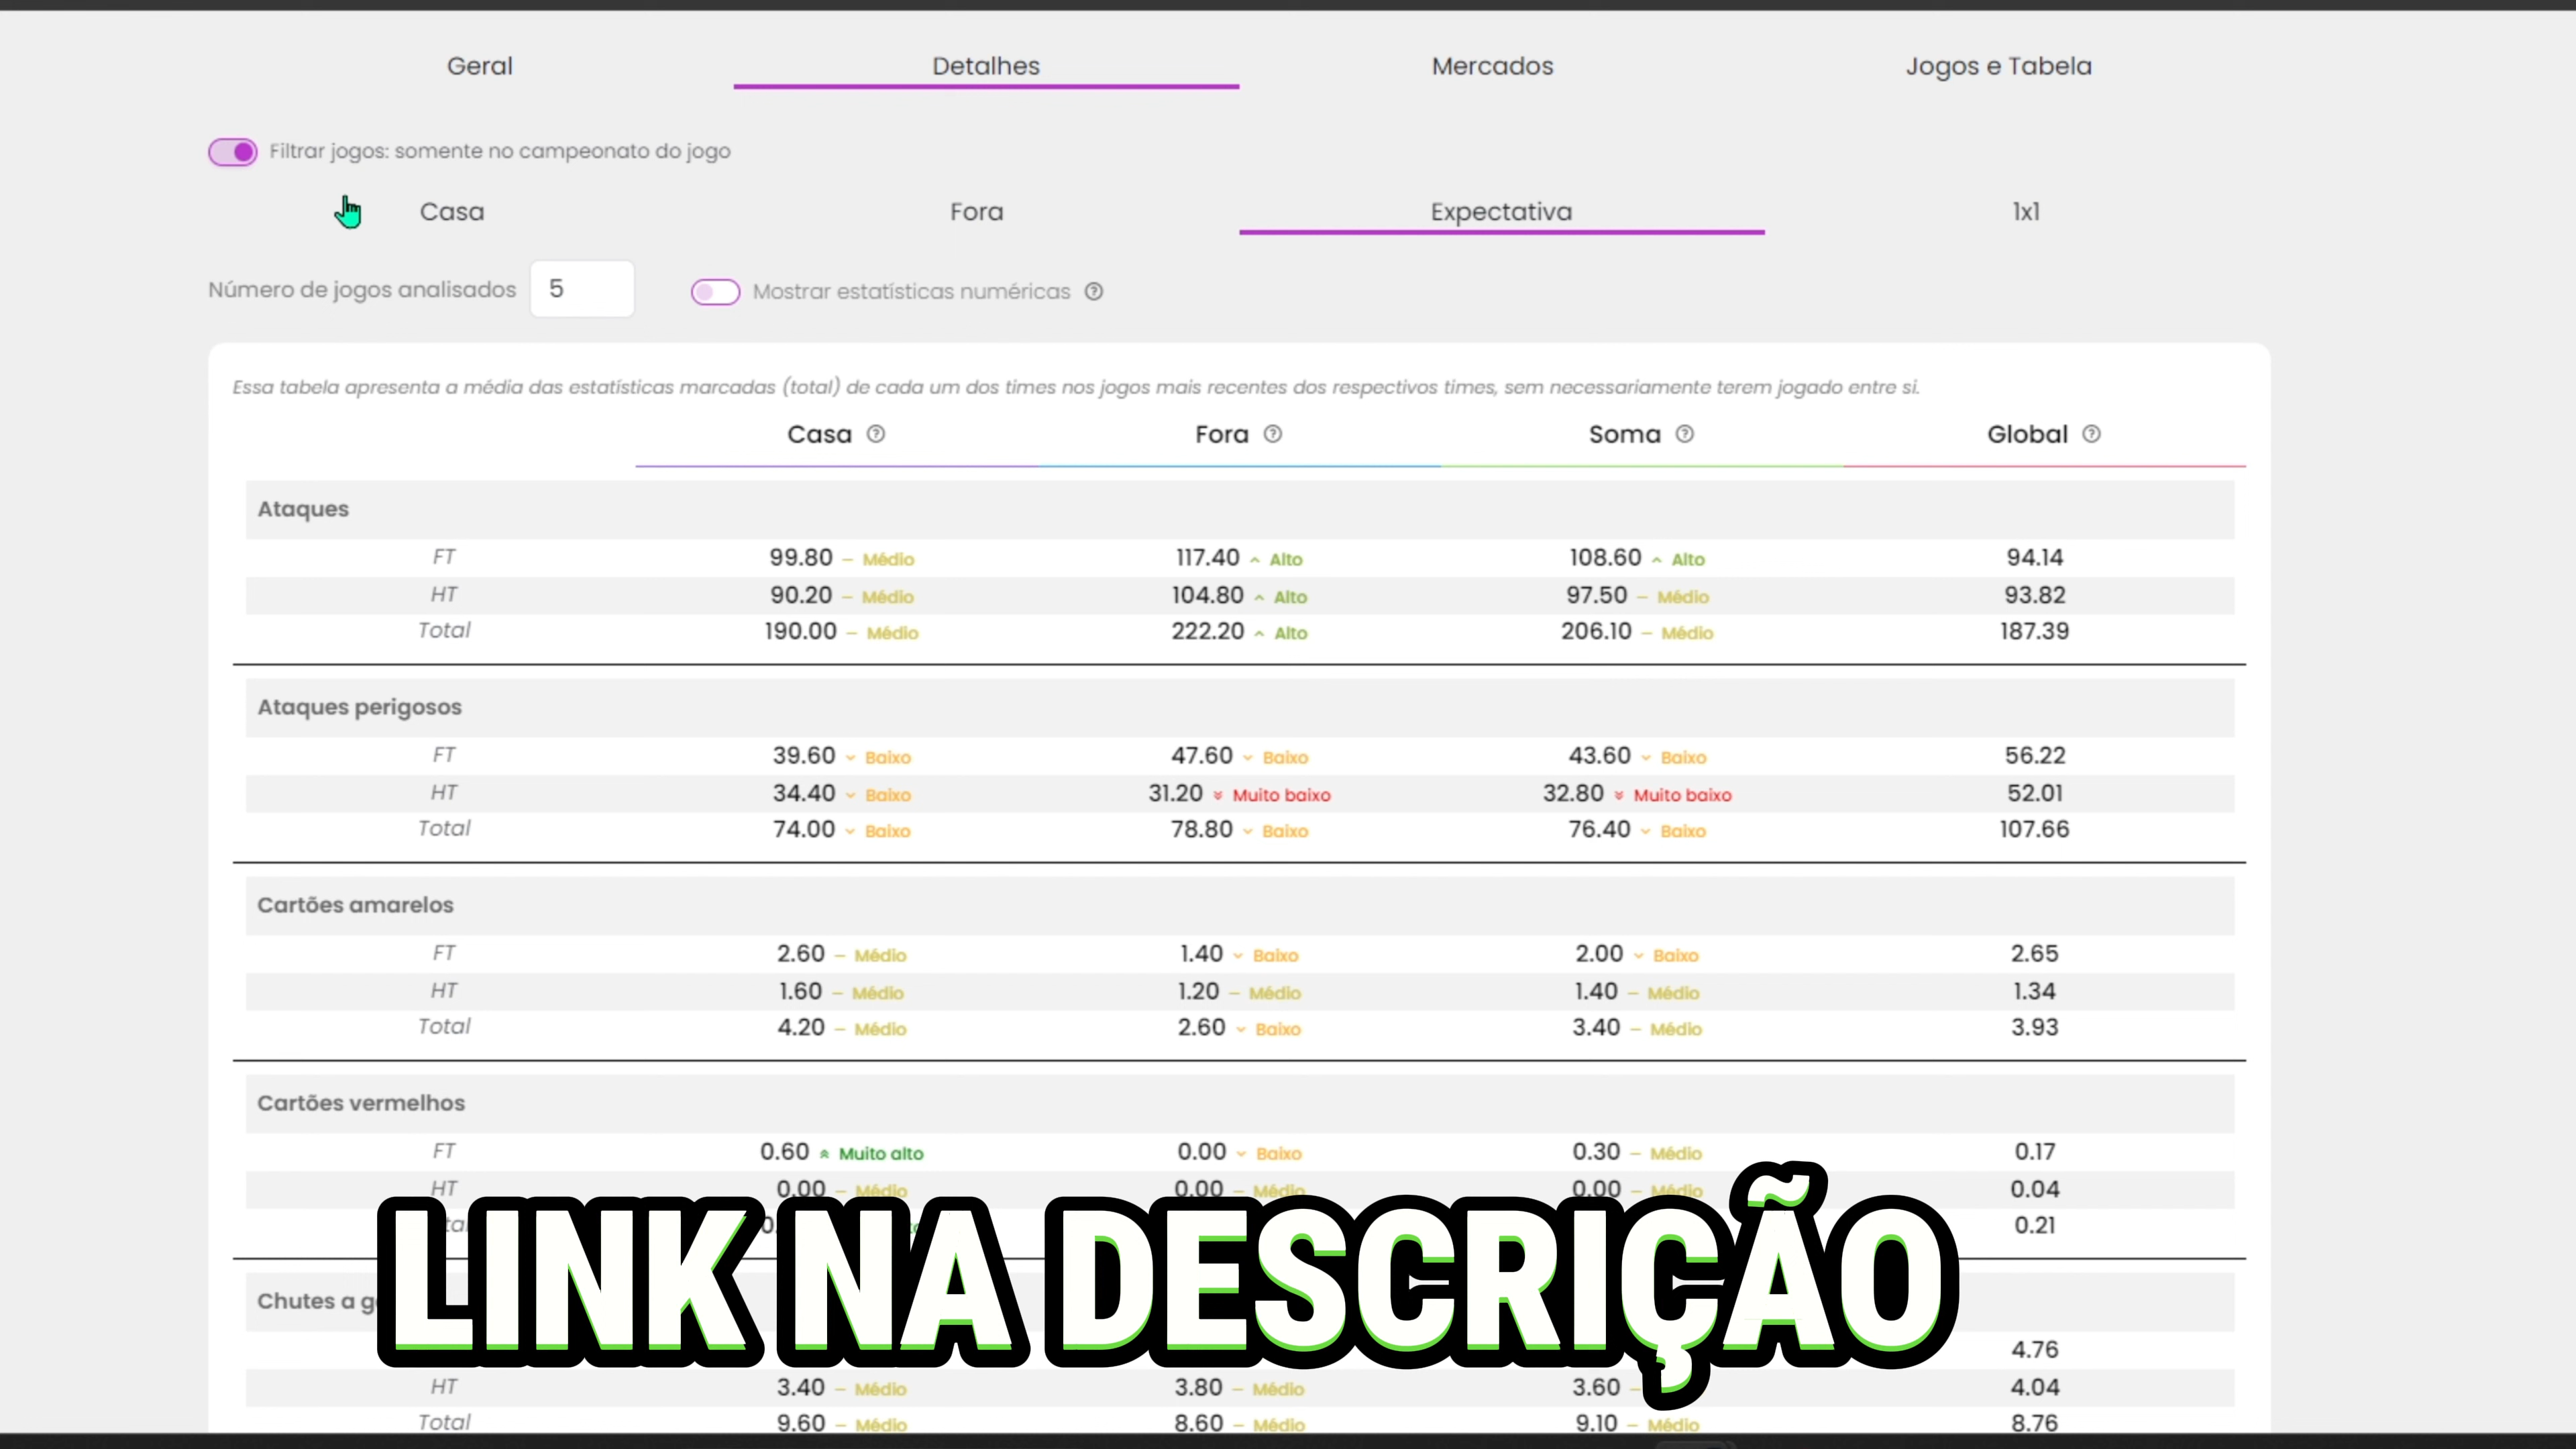 Geral Detalhes Mercados Jogos e Tabela
Filtrar jogos: somente no campeonato do jogo
Casa Fora Expectativa 1x1
Número de jogos analisados 5 Mostrar estatísticas numéricas
Essa tabela apresenta a média das estatísticas marcadas (total) de cada um dos times nos jogos mais recentes dos respectivos times, sem necessariamente terem jogado entre si.
Casa Fora Soma Global
Ataques
FT 99.80 – Médio 117.40 Alto 108.60 Alto 94.14
HT 90.20 – Médio 104.80 Alto 97.50 – Médio 93.82
Total 190.00 – Médio 222.20 Alto 206.10 – Médio 187.39
Ataques perigosos
FT 39.60 Baixo 47.60 Baixo 43.60 Baixo 56.22
HT 34.40 Baixo 31.20 Muito baixo 32.80 Muito baixo 52.01
Total 74.00 Baixo 78.80 Baixo 76.40 Baixo 107.66
Cartões amarelos
FT 2.60 – Médio 1.40 Baixo 2.00 Baixo 2.65
HT 1.60 – Médio 1.20 – Médio 1.40 – Médio 1.34
Total 4.20 – Médio 2.60 Baixo 3.40 – Médio 3.93
Cartões vermelhos
FT 0.60 Muito alto 0.00 Baixo 0.30 – Médio 0.17
HT 0.00 – Médio 0.00 – Médio 0.00 – Médio 0.04
0.21
LINK NA DESCRIÇÃO
Chutes a
4.76
HT 3.40 – Médio 3.80 – Médio 3.60 – 4.04
Total 9.60 – Médio 8.60 – Médio 9.10 – Médio 8.76